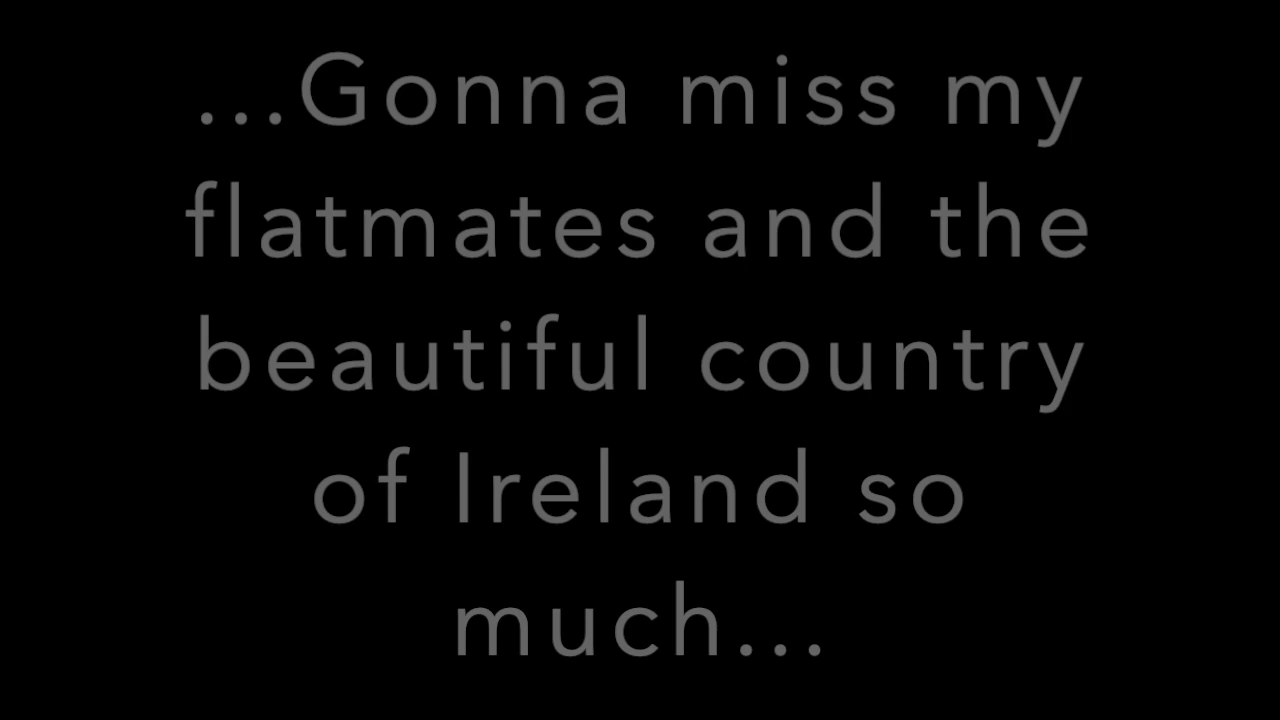 ...Gonna miss my
flatmates and the
beautiful country
of Ireland so
much...